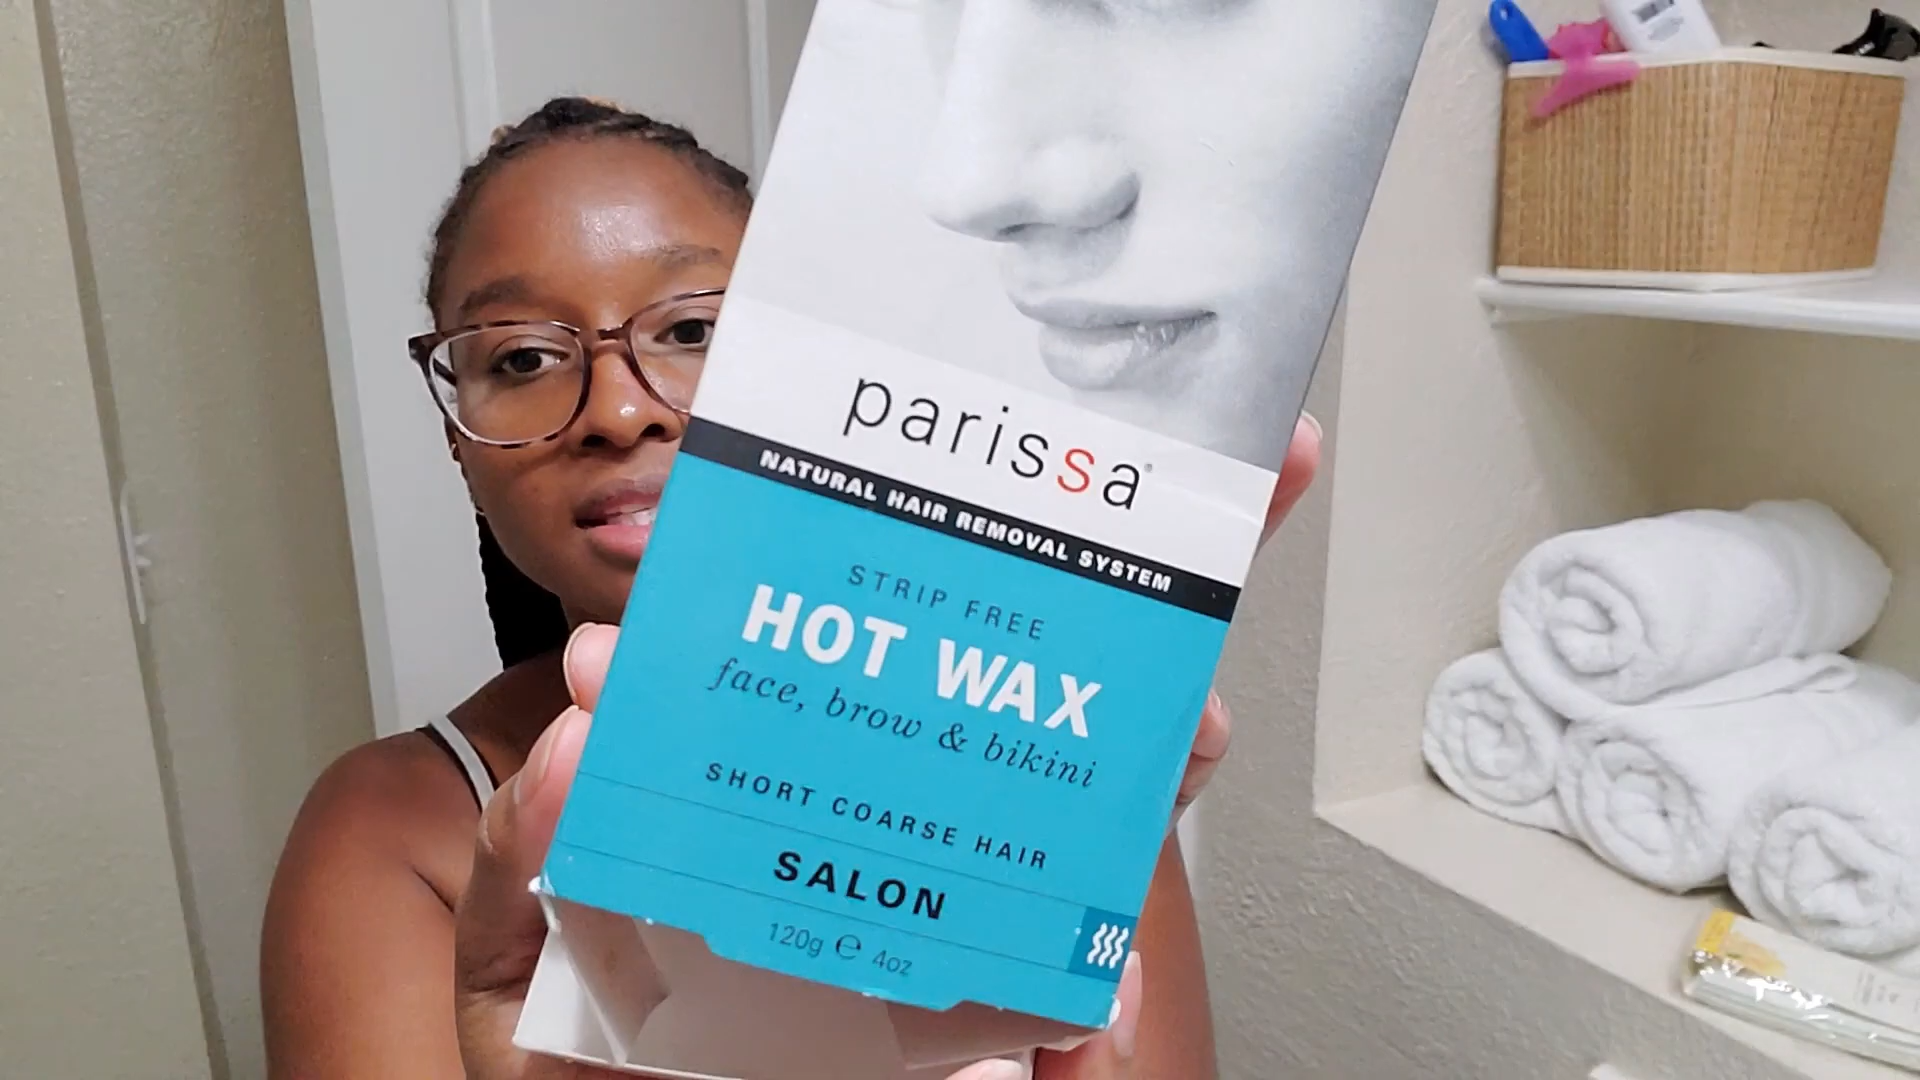 parissa
NATURAL HAIR REMOVAL SYSTEM
STRIP FREE
HOT WAX
face, brow & bikini
SHORT COARSE HAIR
SALON
120g ℮ 4oz